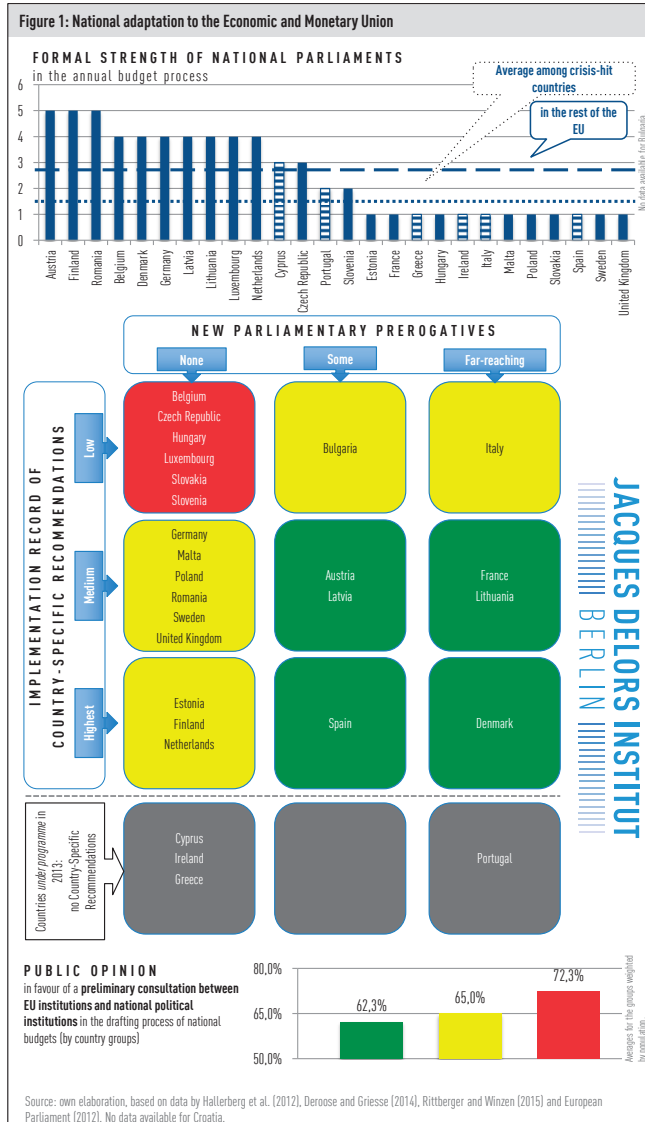 Figure 1: National adaptation to the Economic and Monetary Union
FORMAL STRENGTH OF NATIONAL PARLIAMENTS
in the annual budget process
Average among crisis-hit
countries
in the rest of the
EU
No data available for Bulgaria
6
5
4
3
2
1
0
Austria
Finland
Romania
Belgium
Denmark
Germany
Latvia
Lithuania
Luxembourg
Netherlands
Cyprus
Czech Republic
Portugal
Slovenia
Estonia
France
Greece
Hungary
Ireland
Italy
Malta
Poland
Slovakia
Spain
Sweden
United Kingdom
NEW PARLIAMENTARY PREROGATIVES
None
Some
Far-reaching
IMPLEMENTATION RECORD OF
COUNTRY-SPECIFIC RECOMMENDATIONS
Low
Belgium
Czech Republic
Hungary
Luxembourg
Slovakia
Slovenia
Bulgaria
Italy
Medium
Germany
Malta
Poland
Romania
Sweden
United Kingdom
Austria
Latvia
France
Lithuania
Highest
Estonia
Finland
Netherlands
Spain
Denmark
Countries under programme in
2013:
no Country-Specific
Recommendations
Cyprus
Ireland
Greece
Portugal
JACQUES DELORS INSTITUT
BERLIN
PUBLIC OPINION
in favour of a preliminary consultation between
EU institutions and national political
institutions in the drafting process of national
budgets (by country groups)
80,0%
65,0%
50,0%
62,3%
65,0%
72,3%
Averages for the groups weighted
by population
Source: own elaboration, based on data by Hallerberg et al. (2012), Deroose and Griesse (2014), Rittberger and Winzen (2015) and European
Parliament (2012). No data available for Croatia.